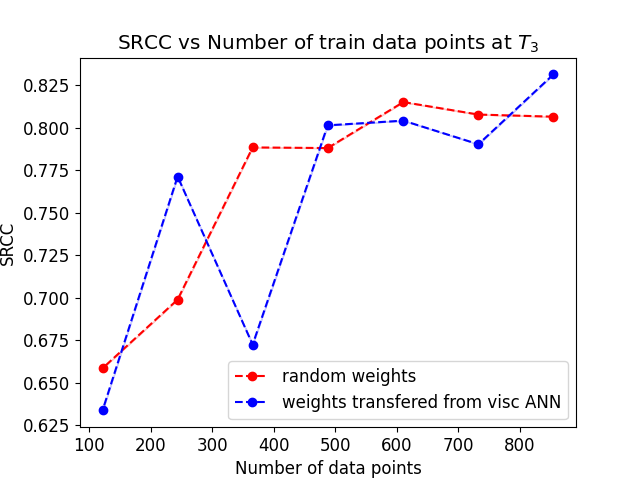 SRCC vs Number of train data points at T₃
0.825
0.800
0.775
0.750
0.725
0.700
0.675
0.650
0.625
SRCC
random weights
weights transfered from visc ANN
100 200 300 400 500 600 700 800
Number of data points